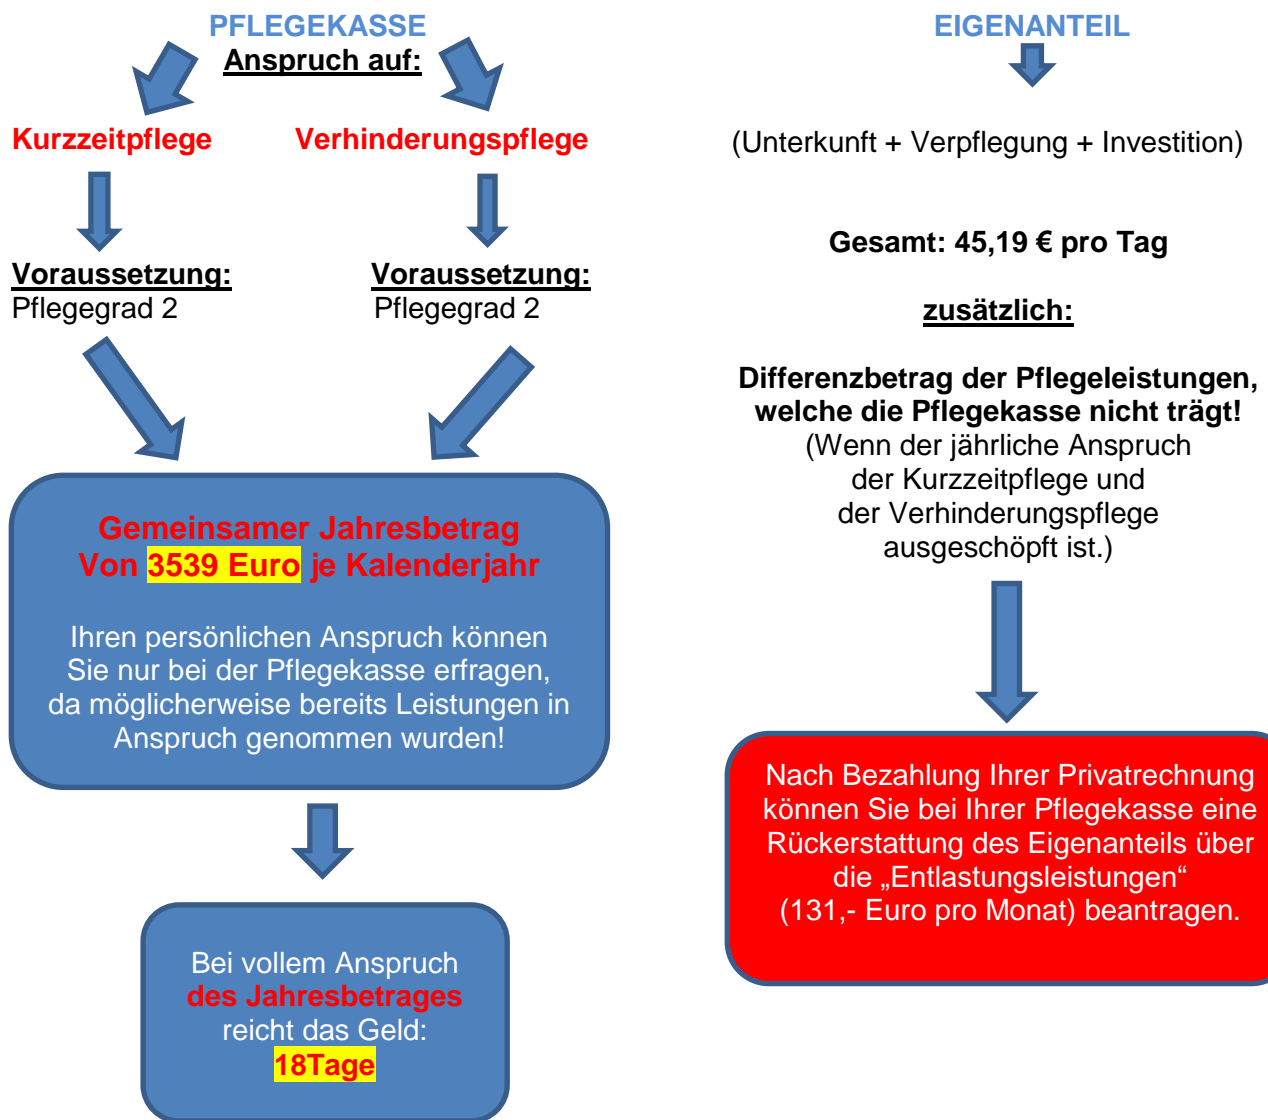 PFLEGEKASSE
Anspruch auf:
Kurzzeitpflege
Verhinderungspflege
Voraussetzung:
Pflegegrad 2
Voraussetzung:
Pflegegrad 2
Gemeinsamer Jahresbetrag
Von 3539 Euro je Kalenderjahr
Ihren persönlichen Anspruch können
Sie nur bei der Pflegekasse erfragen,
da möglicherweise bereits Leistungen in
Anspruch genommen wurden!
Bei vollem Anspruch
des Jahresbetrages
reicht das Geld:
18Tage
EIGENANTEIL
(Unterkunft + Verpflegung + Investition)
Gesamt: 45,19 € pro Tag
zusätzlich:
Differenzbetrag der Pflegeleistungen,
welche die Pflegekasse nicht trägt!
(Wenn der jährliche Anspruch
der Kurzzeitpflege und
der Verhinderungspflege
ausgeschöpft ist.)
Nach Bezahlung Ihrer Privatrechnung
können Sie bei Ihrer Pflegekasse eine
Rückerstattung des Eigenanteils über
die „Entlastungsleistungen“
(131,- Euro pro Monat) beantragen.